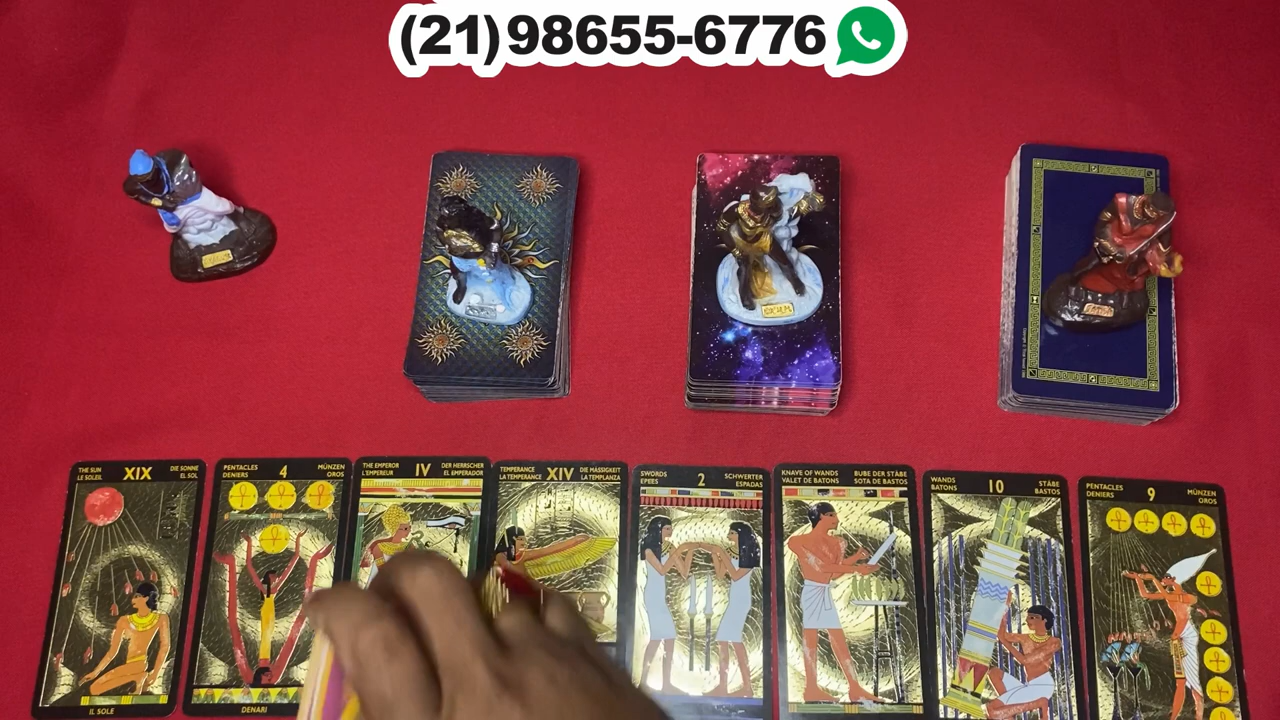 (21)98655-6776
THE SUN
LE SOLEIL
XIX
DIE SONNE
EL SOL
IL SOLE
PENTACLES
DENIERS
4
MÜNZEN
OROS
DENARI
THE EMPEROR
L'EMPEREUR
IV
DER HERRSCHER
EL EMPERADOR
TEMPERANCE
LA TEMPERANCE
XIV
DIE MÄSSIGKEIT
LA TEMPLANZA
SWORDS
EPEES
2
SCHWERTER
ESPADAS
KNAVE OF WANDS
VALET DE BATONS
BUBE DER STÄBE
SOTA DE BASTOS
WANDS
BATONS
10
STÄBE
BASTOS
PENTACLES
DENIERS
9
MÜNZEN
OROS